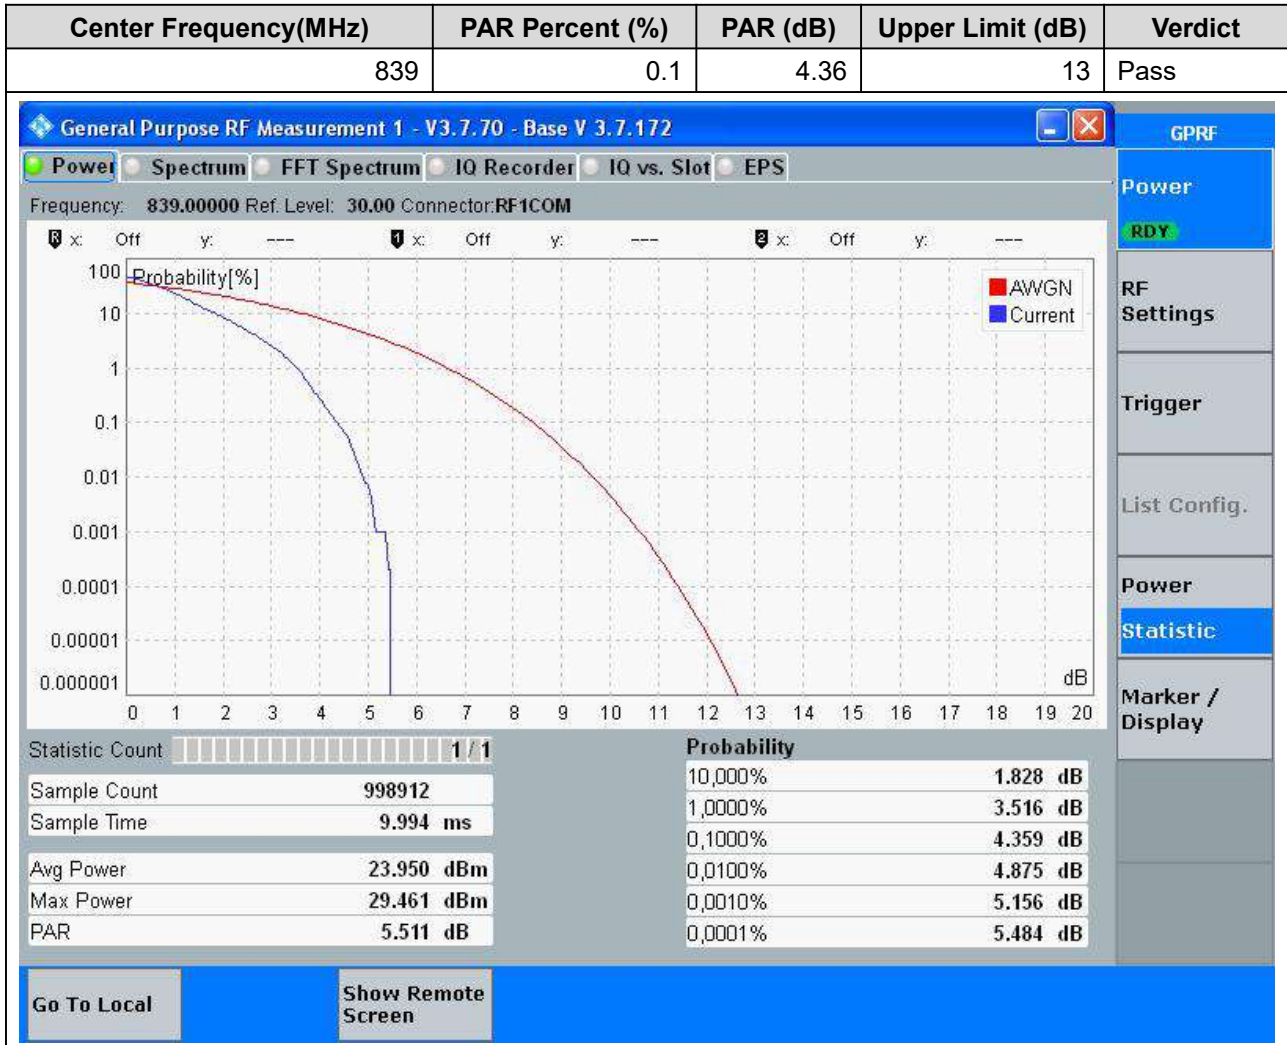 Center Frequency(MHz) PAR Percent (%) PAR (dB) Upper Limit (dB) Verdict
839 0.1 4.36 13 Pass
General Purpose RF Measurement 1 - V3.7.70 - Base V 3.7.172
GPRF
Power Spectrum FFT Spectrum IQ Recorder IQ vs. Slot EPS
Power
RDY
Frequency: 839.00000 Ref. Level: 30.00 Connector:RF1COM
R x: Off y: --- 1 x: Off y: --- 2 x: Off y: ---
Probability[%]
AWGN
Current
100
10
1
0.1
0.01
0.001
0.0001
0.00001
0.000001
dB
0 1 2 3 4 5 6 7 8 9 10 11 12 13 14 15 16 17 18 19 20
RF
Settings
Trigger
List Config.
Power
Statistic
Marker /
Display
Statistic Count 1 / 1
Sample Count 998912
Sample Time 9.994 ms
Avg Power 23.950 dBm
Max Power 29.461 dBm
PAR 5.511 dB
Probability
10,000% 1.828 dB
1,0000% 3.516 dB
0,1000% 4.359 dB
0,0100% 4.875 dB
0,0010% 5.156 dB
0,0001% 5.484 dB
Go To Local
Show Remote
Screen